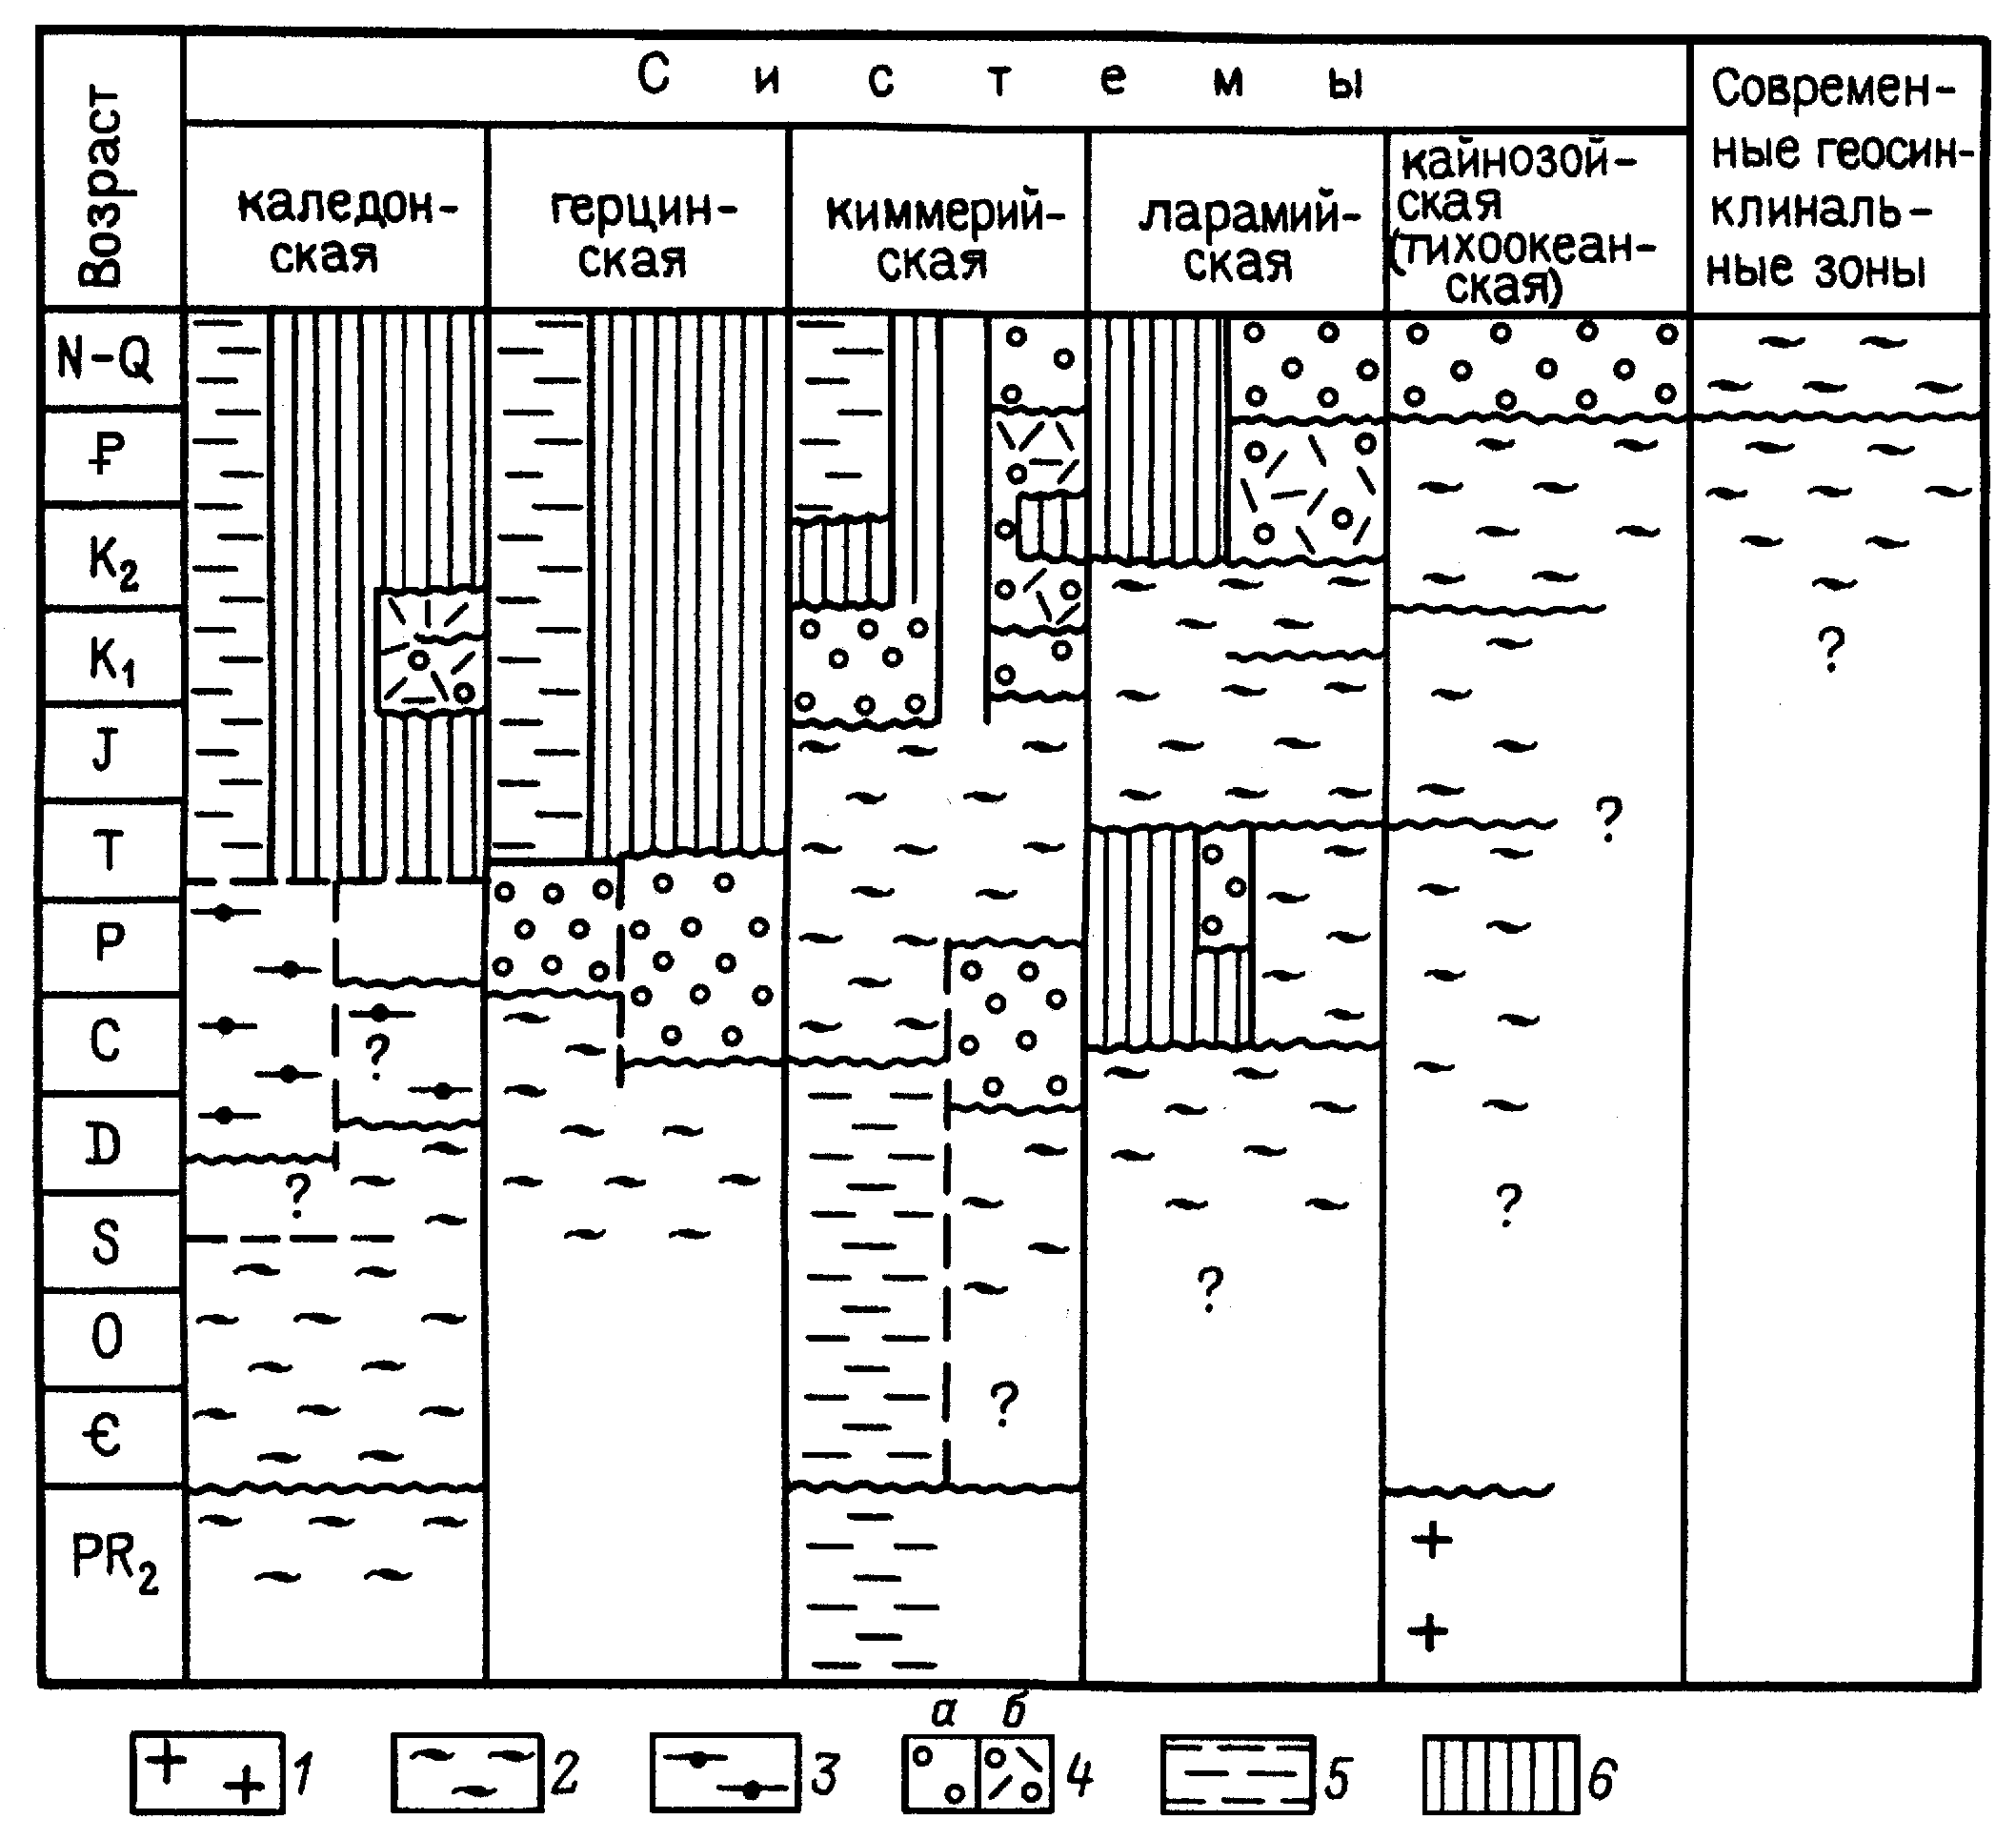 Возраст
С и с т е м ы
Современ-
ные геосин-
клиналь-
ные зоны
каледон-
ская
герцин-
ская
киммерий-
ская
ларамий-
ская
кайнозой-
ская
(тихоокеан-
ская)
N-Q
Ꝑ
K₂
K₁
J
T
P
C
?
D
?
S
?
O
?
Є
?
PR₂
?
?
а б
1
2
3
4
5
6